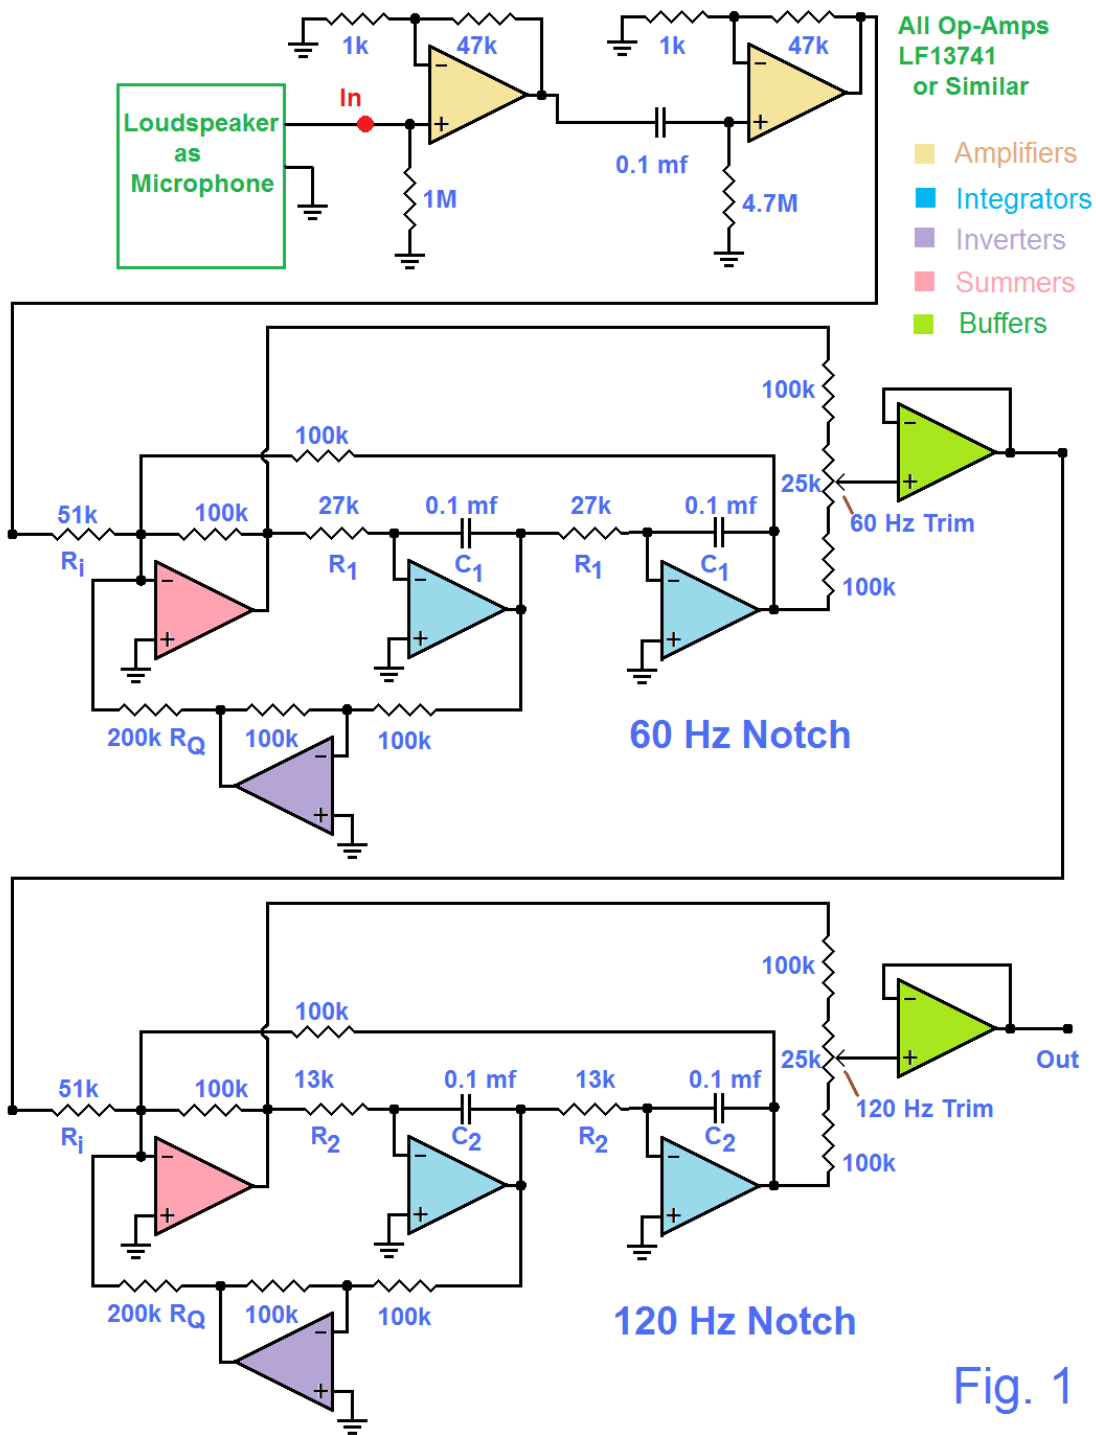 1k
47k
1k
47k
All Op-Amps
LF13741
or Similar
In
Loudspeaker
as
Microphone
−
+
−
+
0.1 mf
1M
4.7M
Amplifiers
Integrators
Inverters
Summers
Buffers
100k
100k
−
+
25k
60 Hz Trim
51k
Ri
100k
27k
R1
0.1 mf
C1
27k
R1
0.1 mf
C1
100k
−
+
−
+
−
+
200k RQ
100k
100k
−
+
60 Hz Notch
100k
100k
−
+
25k
Out
120 Hz Trim
51k
Ri
100k
13k
R2
0.1 mf
C2
13k
R2
0.1 mf
C2
100k
−
+
−
+
−
+
200k RQ
100k
100k
−
+
120 Hz Notch
Fig. 1